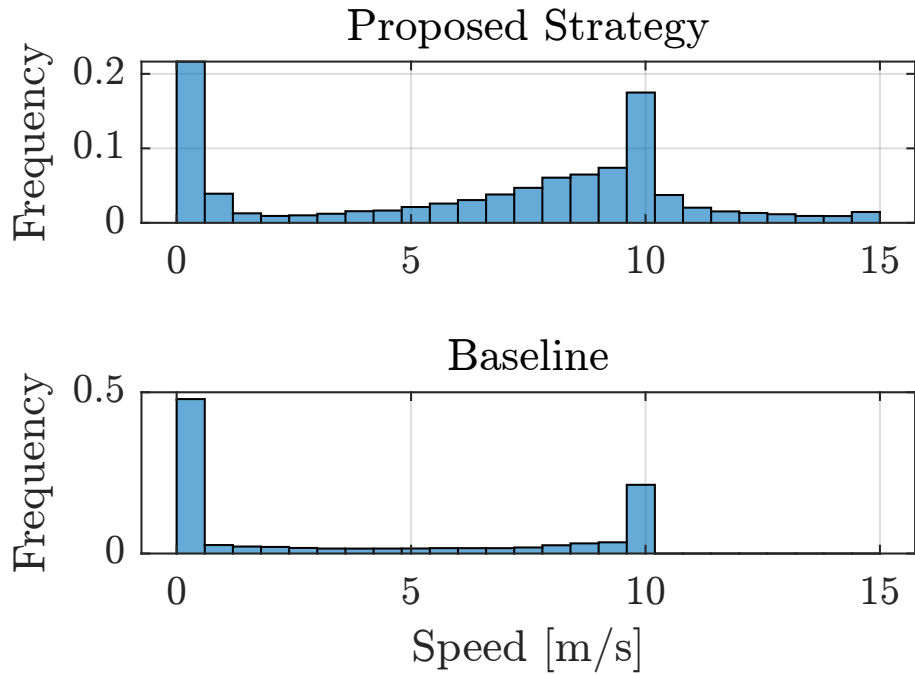 Proposed Strategy
Frequency
0.2
0.1
0
0 5 10 15
Baseline
Frequency
0.5
0
0 5 10 15
Speed [m/s]